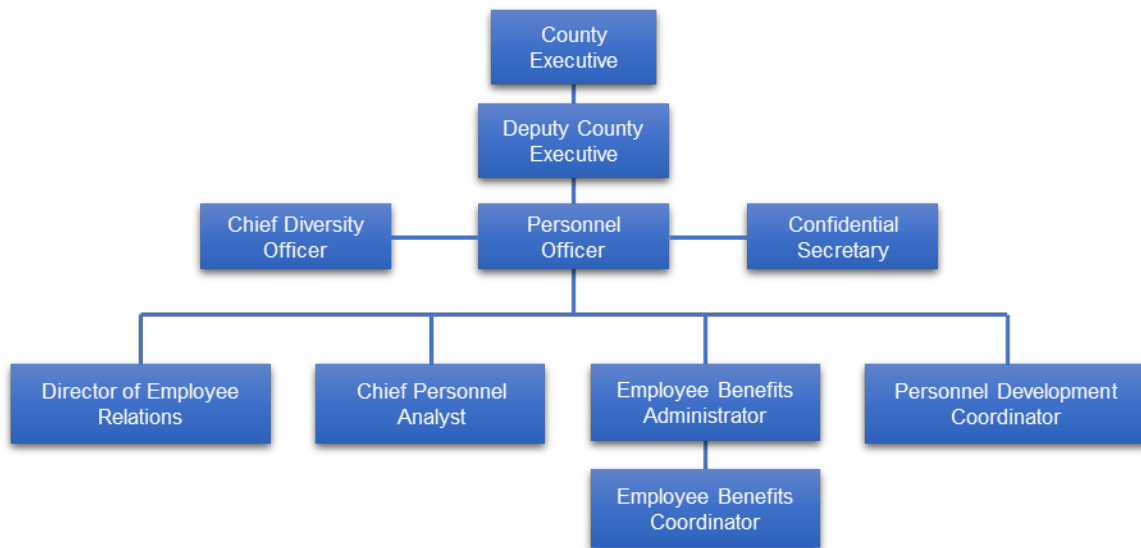 County
Executive
Deputy County
Executive
Chief Diversity
Officer
Personnel
Officer
Confidential
Secretary
Director of Employee
Relations
Chief Personnel
Analyst
Employee Benefits
Administrator
Personnel Development
Coordinator
Employee Benefits
Coordinator